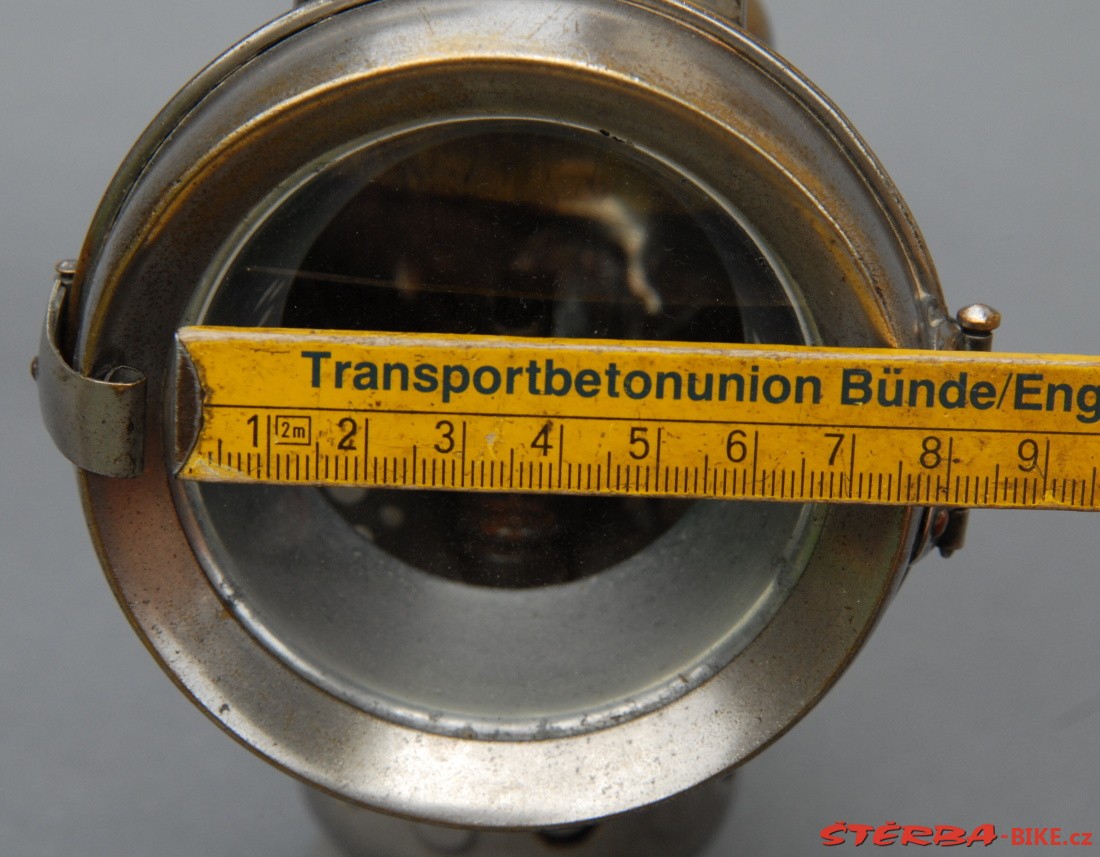 Transportbetonunion Bünde/Eng
1 2m 2 3 4 5 6 7 8 9
ŠTĚRBA-BIKE.cz